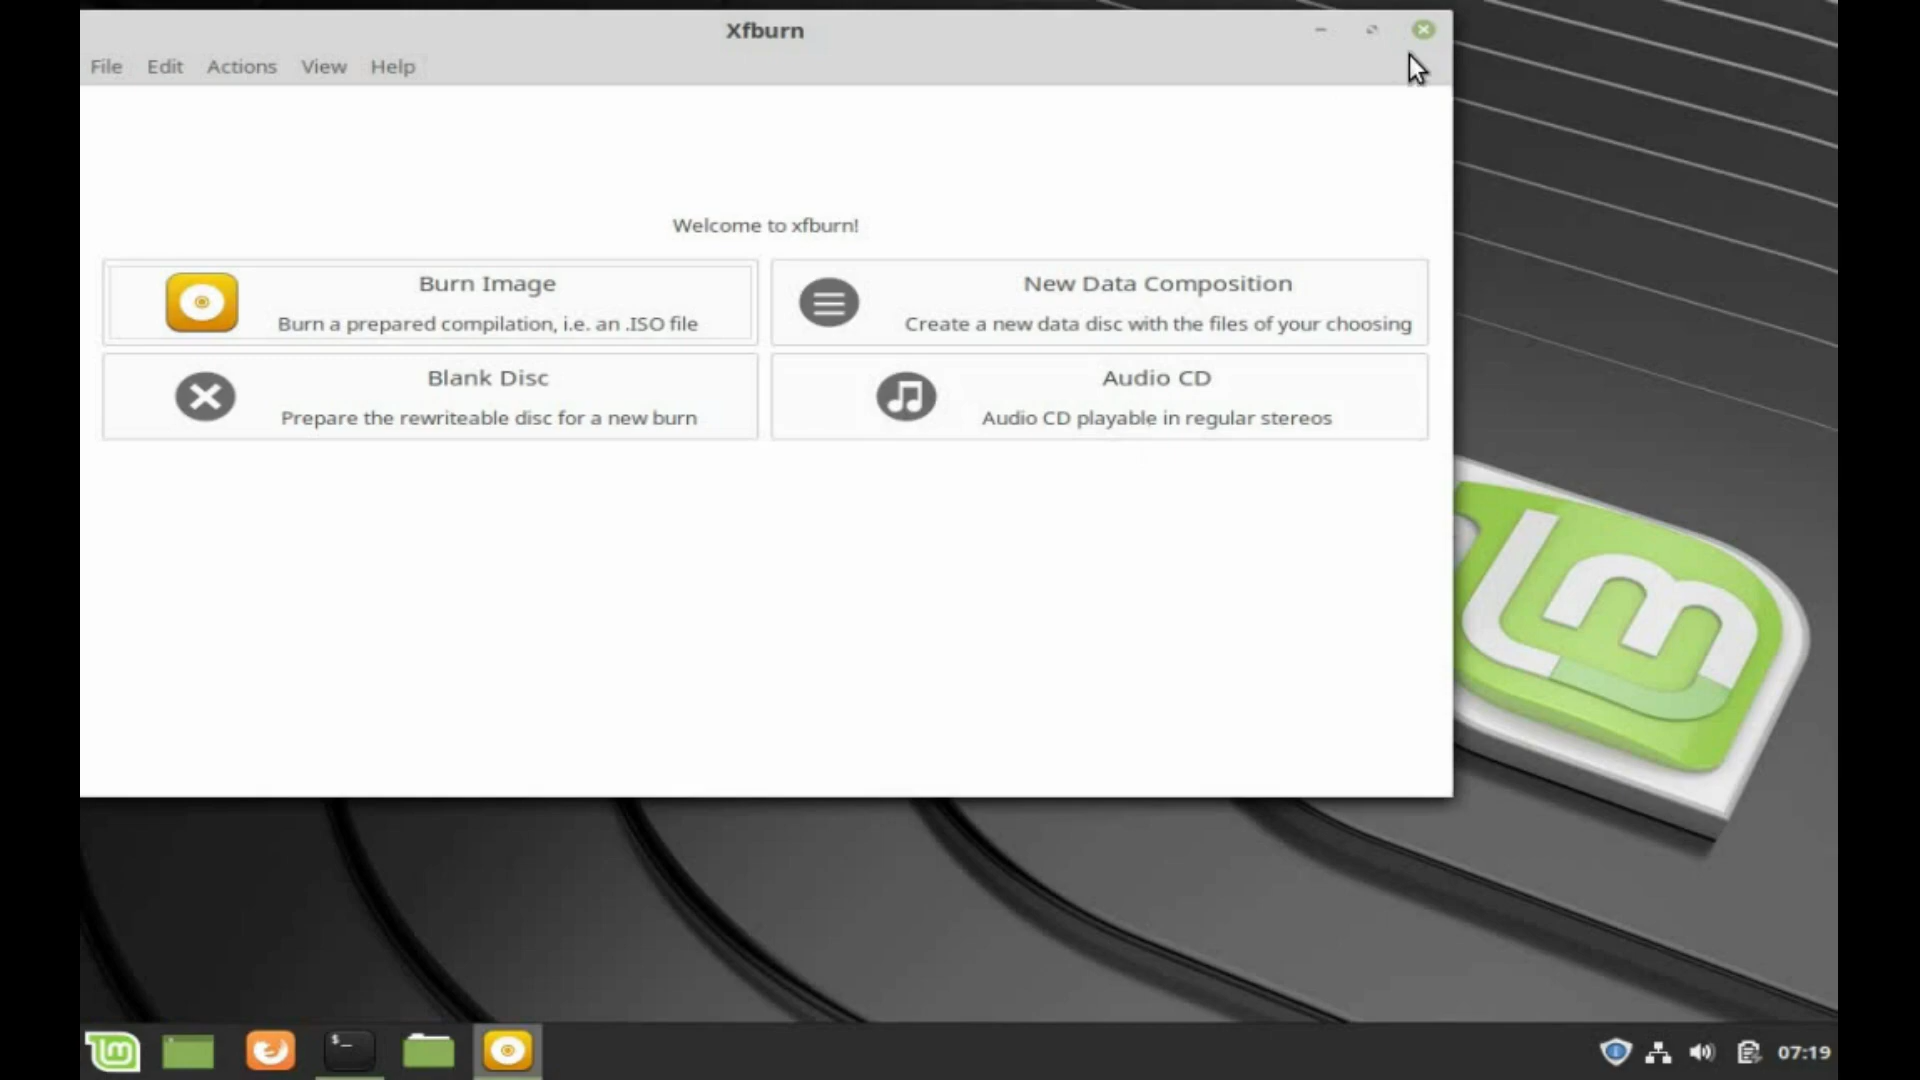 Xfburn
File Edit Actions View Help
Welcome to xfburn!
Burn Image
Burn a prepared compilation, i.e. an .ISO file
New Data Composition
Create a new data disc with the files of your choosing
Blank Disc
Prepare the rewriteable disc for a new burn
Audio CD
Audio CD playable in regular stereos
lm
$_
07:19